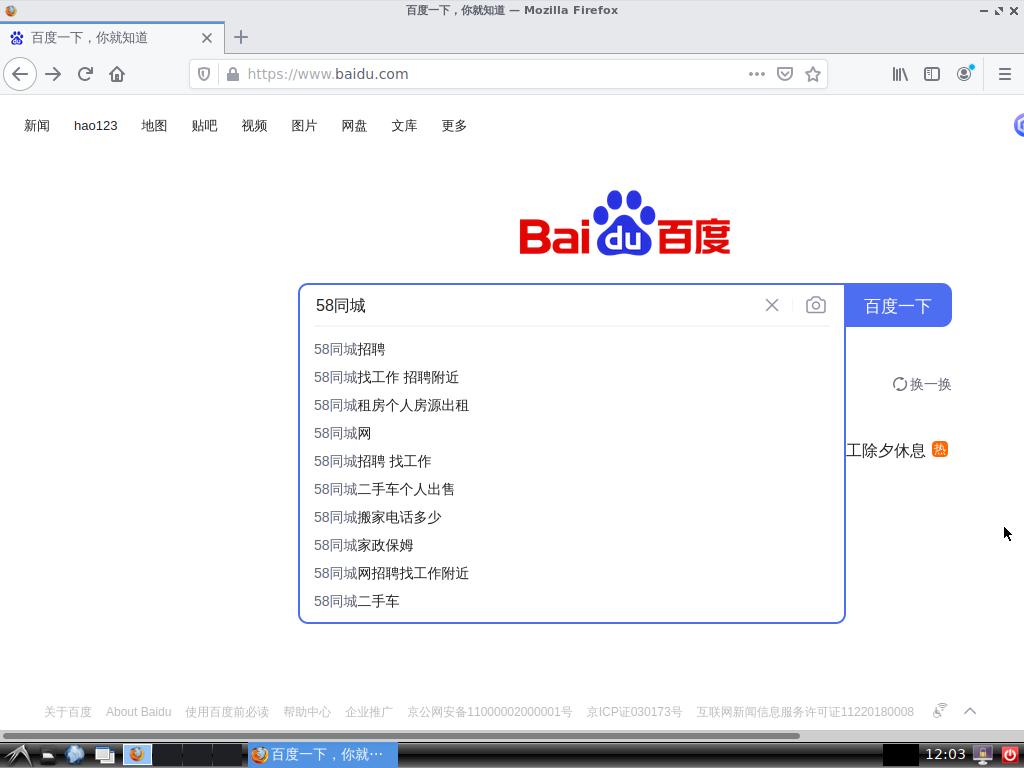 百度一下，你就知道 — Mozilla Firefox
百度一下，你就知道
https://www.baidu.com
新闻 hao123 地图 贴吧 视频 图片 网盘 文库 更多
Bai du 百度
58同城
百度一下
58同城招聘
58同城找工作 招聘附近
换一换
58同城租房个人房源出租
58同城网
工除夕休息 热
58同城招聘 找工作
58同城二手车个人出售
58同城搬家电话多少
58同城家政保姆
58同城网招聘找工作附近
58同城二手车
关于百度 About Baidu 使用百度前必读 帮助中心 企业推广 京公网安备11000002000001号 京ICP证030173号 互联网新闻信息服务许可证11220180008
百度一下，你就… 12:03